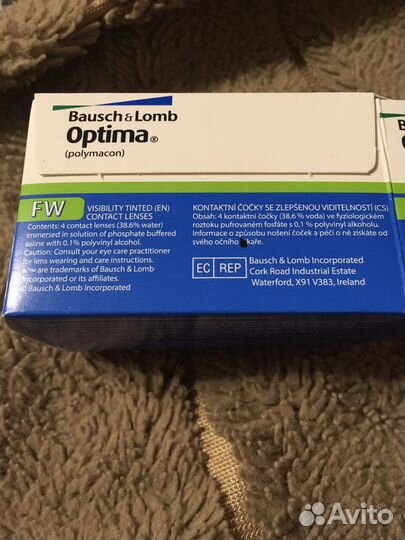 Bausch & Lomb
Optima®
(polymacon)
FW
VISIBILITY TINTED (EN)
CONTACT LENSES
Contents: 4 contact lenses (38.6% water)
immersed in solution of phosphate buffered
saline with 0.1% polyvinyl alcohol.
Caution: Consult your eye care practitioner
for lens wearing and care instructions.
®/™ are trademarks of Bausch & Lomb
Incorporated or its affiliates.
© Bausch & Lomb Incorporated
KONTAKTNÍ ČOČKY SE ZLEPŠENOU VIDITELNOSTÍ (CS)
Obsah: 4 kontaktní čočky (38,6 % voda) ve fyziologickém
roztoku pufrovaném fosfáte s 0,1 % polyvinyl alkoholu.
Informace o způsobu nošení čoček a péči o ně získáte od
svého očního kaře.
EC REP
Bausch & Lomb Incorporated
Cork Road Industrial Estate
Waterford, X91 V383, Ireland
Avito